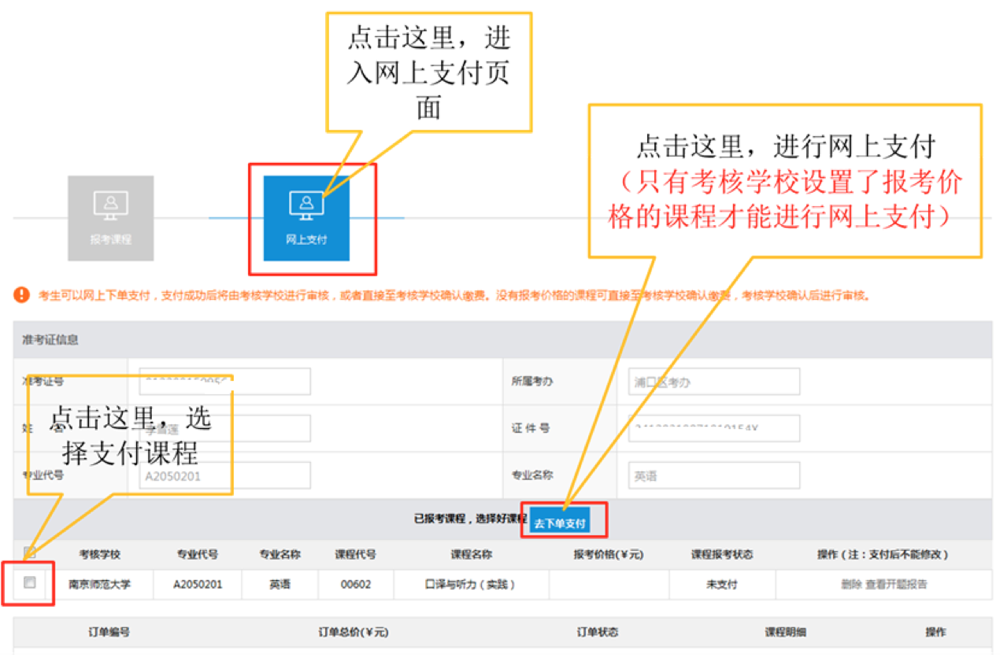 点击这里，进
入网上支付页
面
点击这里，进行网上支付
（只有考核学校设置了报考价
格的课程才能进行网上支付）
报考课程
网上支付
考生可以网上下单支付，支付成功后将由考核学校进行审核，或者直接至考核学校确认缴费。没有报考价格的课程可直接至考核学校确认缴费，考核学校确认后进行审核。
准考证信息
准考证号
所属考办 浦口区考办
点击这里，选
择支付课程
姓 名
证 件 号
专业代号 A2050201
专业名称 英语
已报考课程，选择好课程 去下单支付
考核学校 专业代号 专业名称 课程代号 课程名称 报考价格(￥元) 课程报考状态 操作（注：支付后不能修改）
南京师范大学 A2050201 英语 00602 口译与听力（实践） 未支付 删除 查看开题报告
订单编号 订单总价(￥元) 订单状态 课程明细 操作